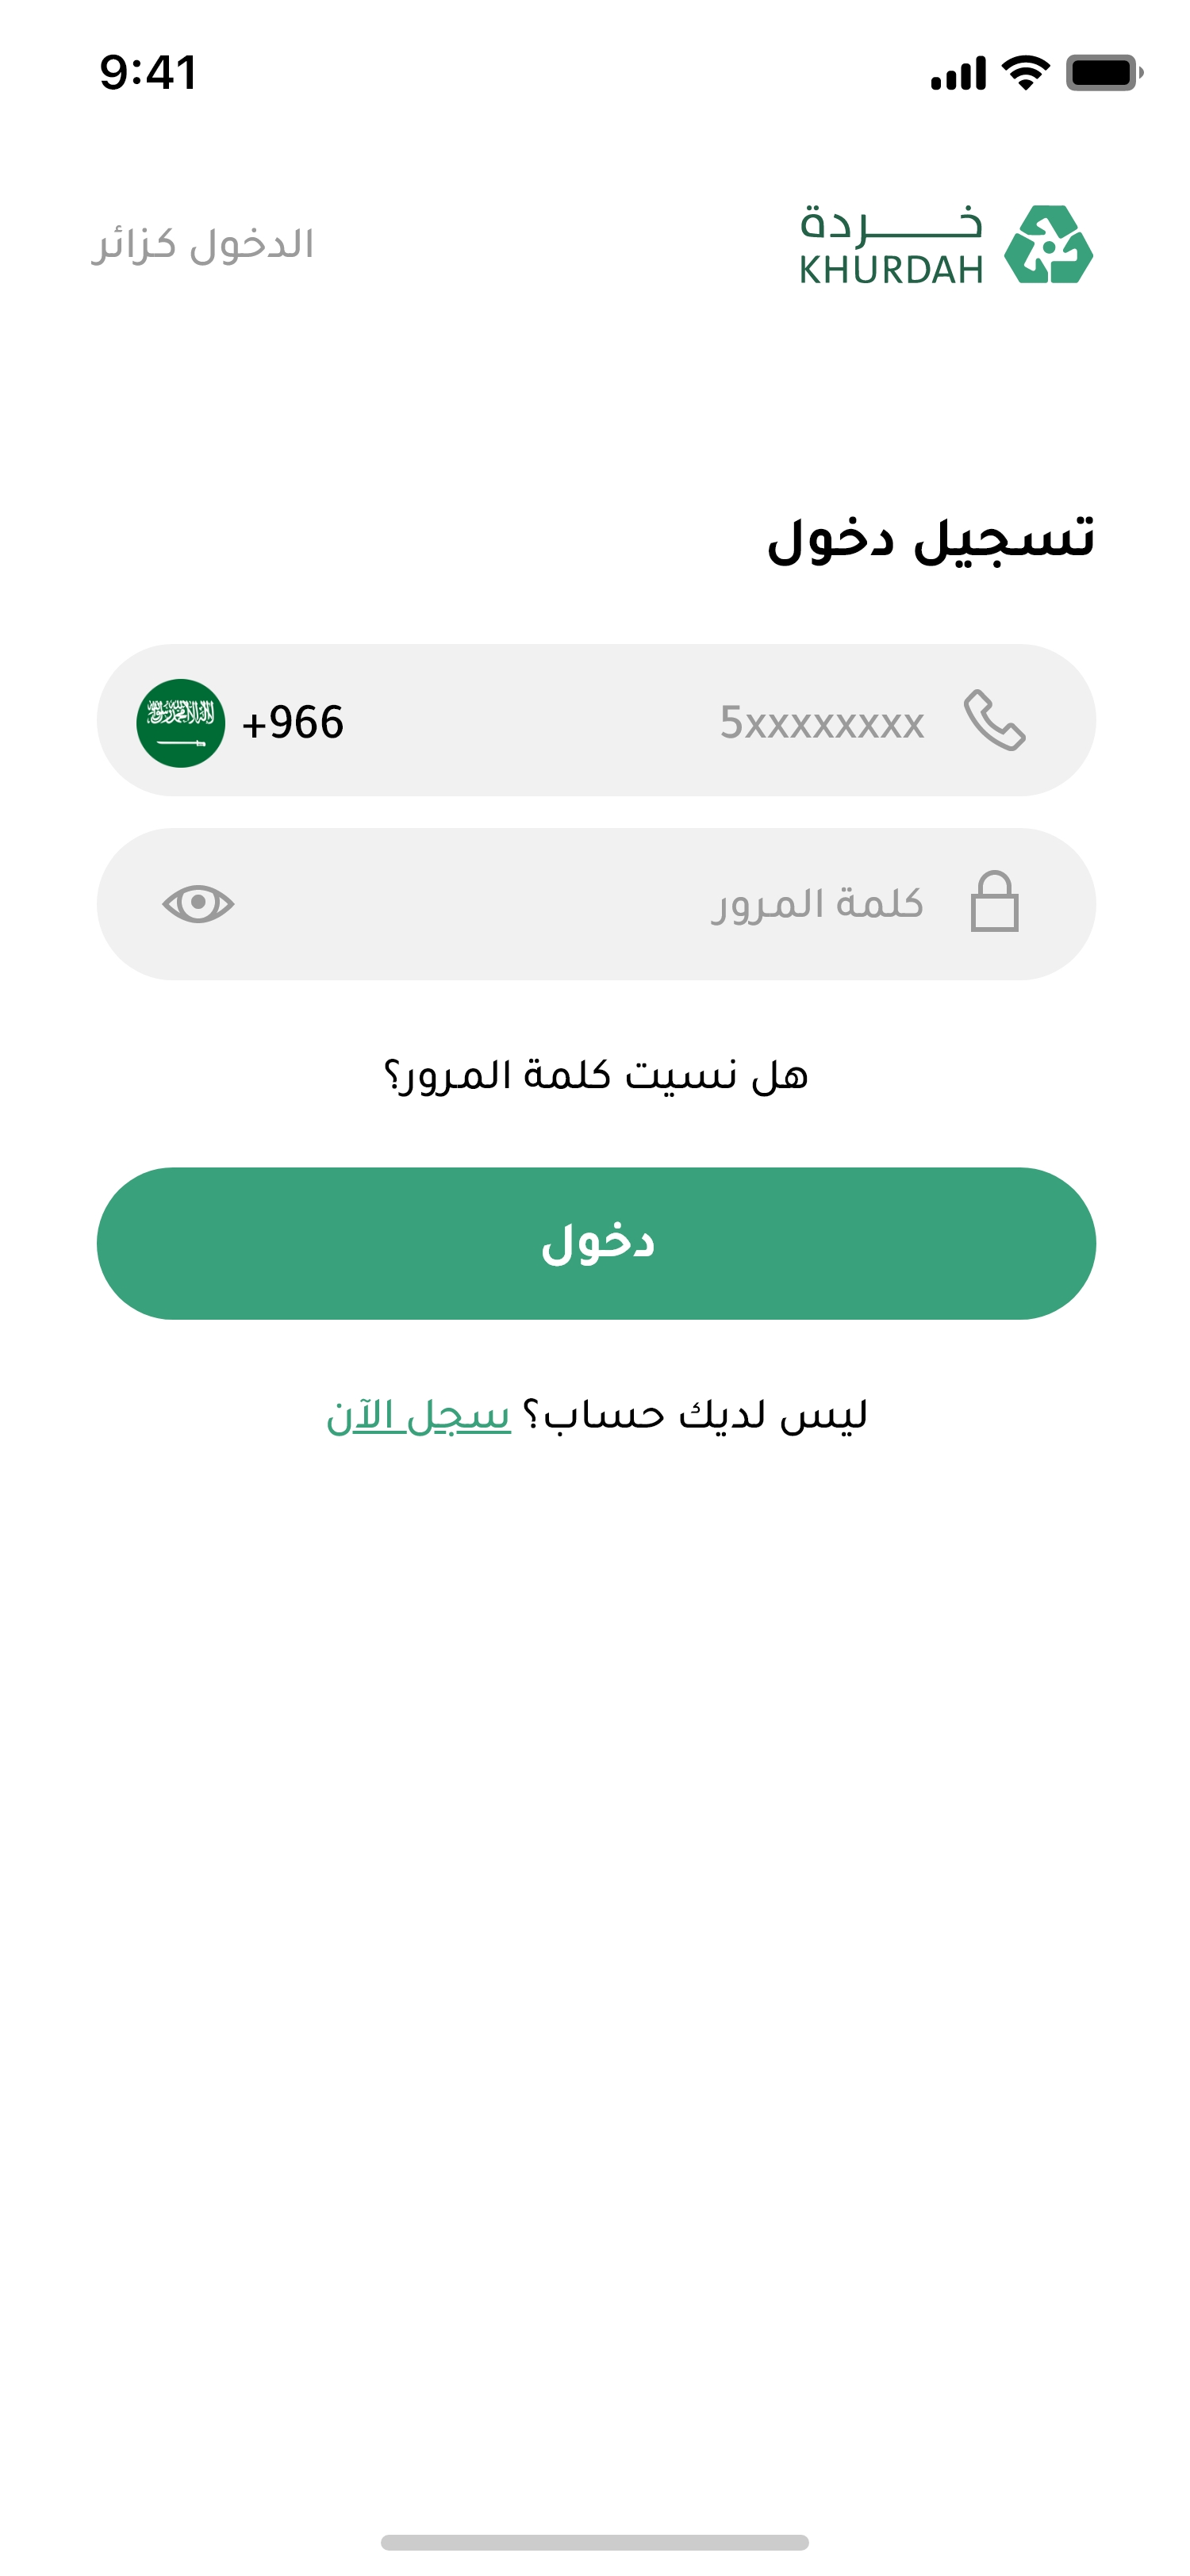 9:41
خردة
KHURDAH
الدخول كزائر
تسجيل دخول
5xxxxxxxx
+966
كلمة المرور
هل نسيت كلمة المرور؟
دخول
ليس لديك حساب؟ سجل الآن